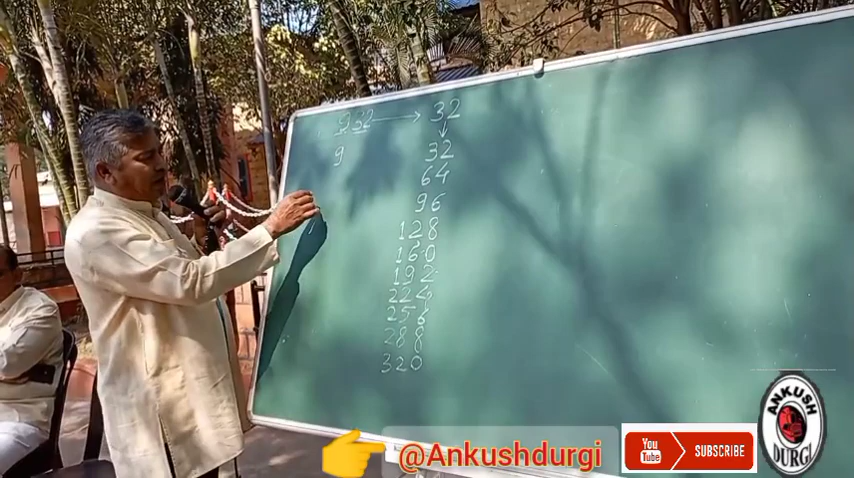 932 → 32
↓
9 32
64
96
128
160
192
224
256
288
320
@Ankushdurgi
You Tube SUBSCRIBE
ANKUSH DURGI